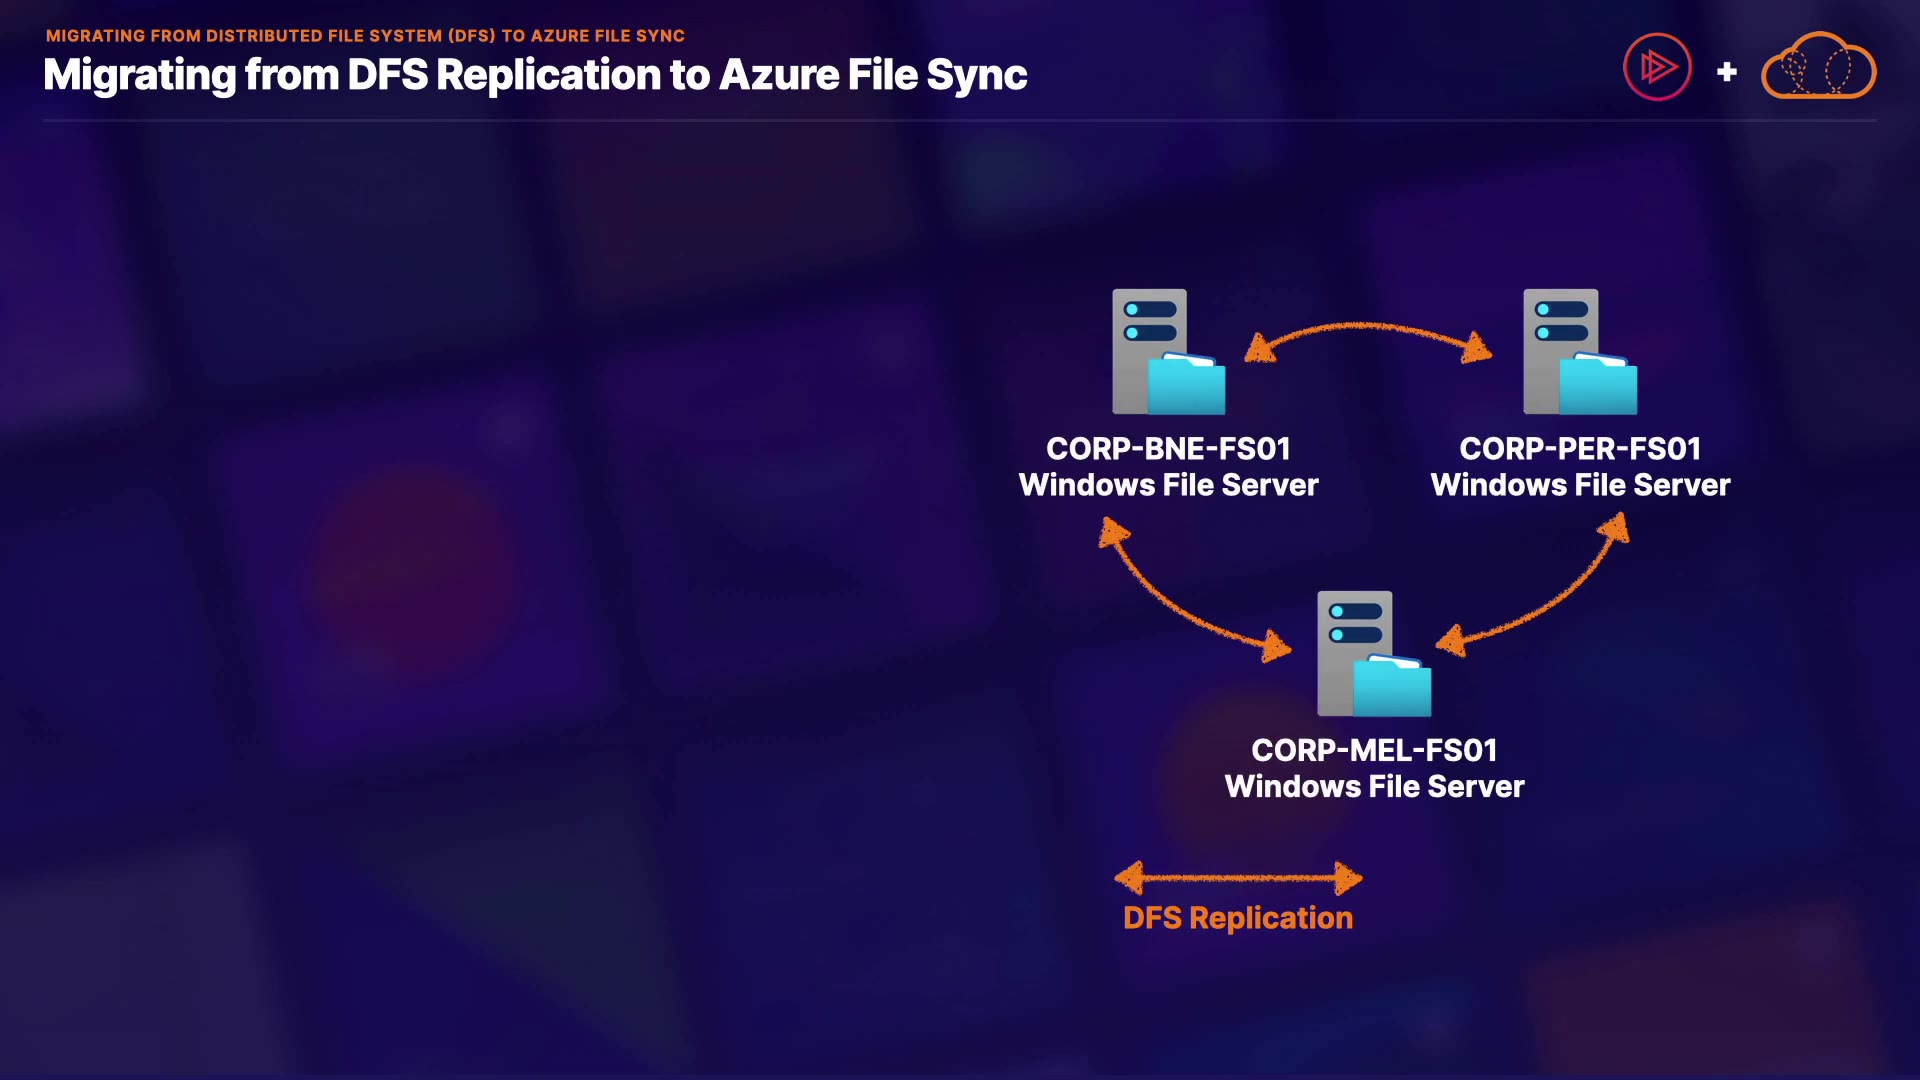 MIGRATING FROM DISTRIBUTED FILE SYSTEM (DFS) TO AZURE FILE SYNC
Migrating from DFS Replication to Azure File Sync
+
CORP-BNE-FS01
Windows File Server
CORP-PER-FS01
Windows File Server
CORP-MEL-FS01
Windows File Server
DFS Replication